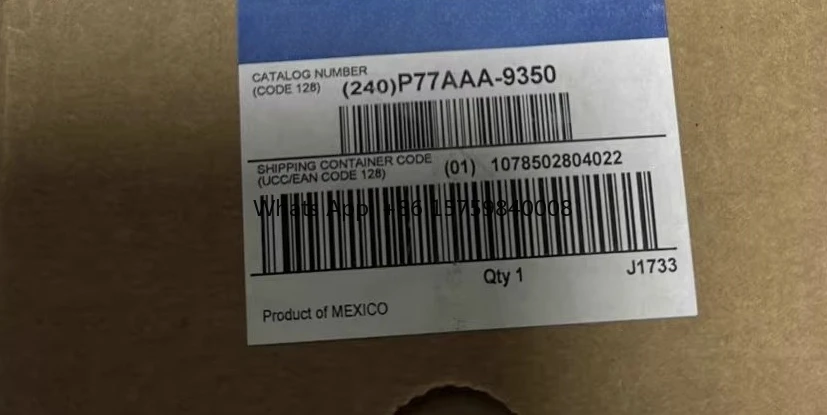 CATALOG NUMBER
(CODE 128) (240)P77AAA-9350
SHIPPING CONTAINER CODE
(UCC/EAN CODE 128) (01) 1078502804022
Whats App +86 15759840008
Qty 1 J1733
Product of MEXICO